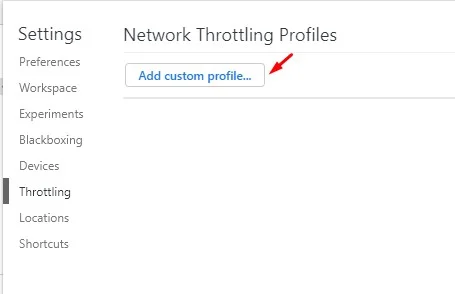 Settings
Preferences
Workspace
Experiments
Blackboxing
Devices
Throttling
Locations
Shortcuts
Network Throttling Profiles
Add custom profile...